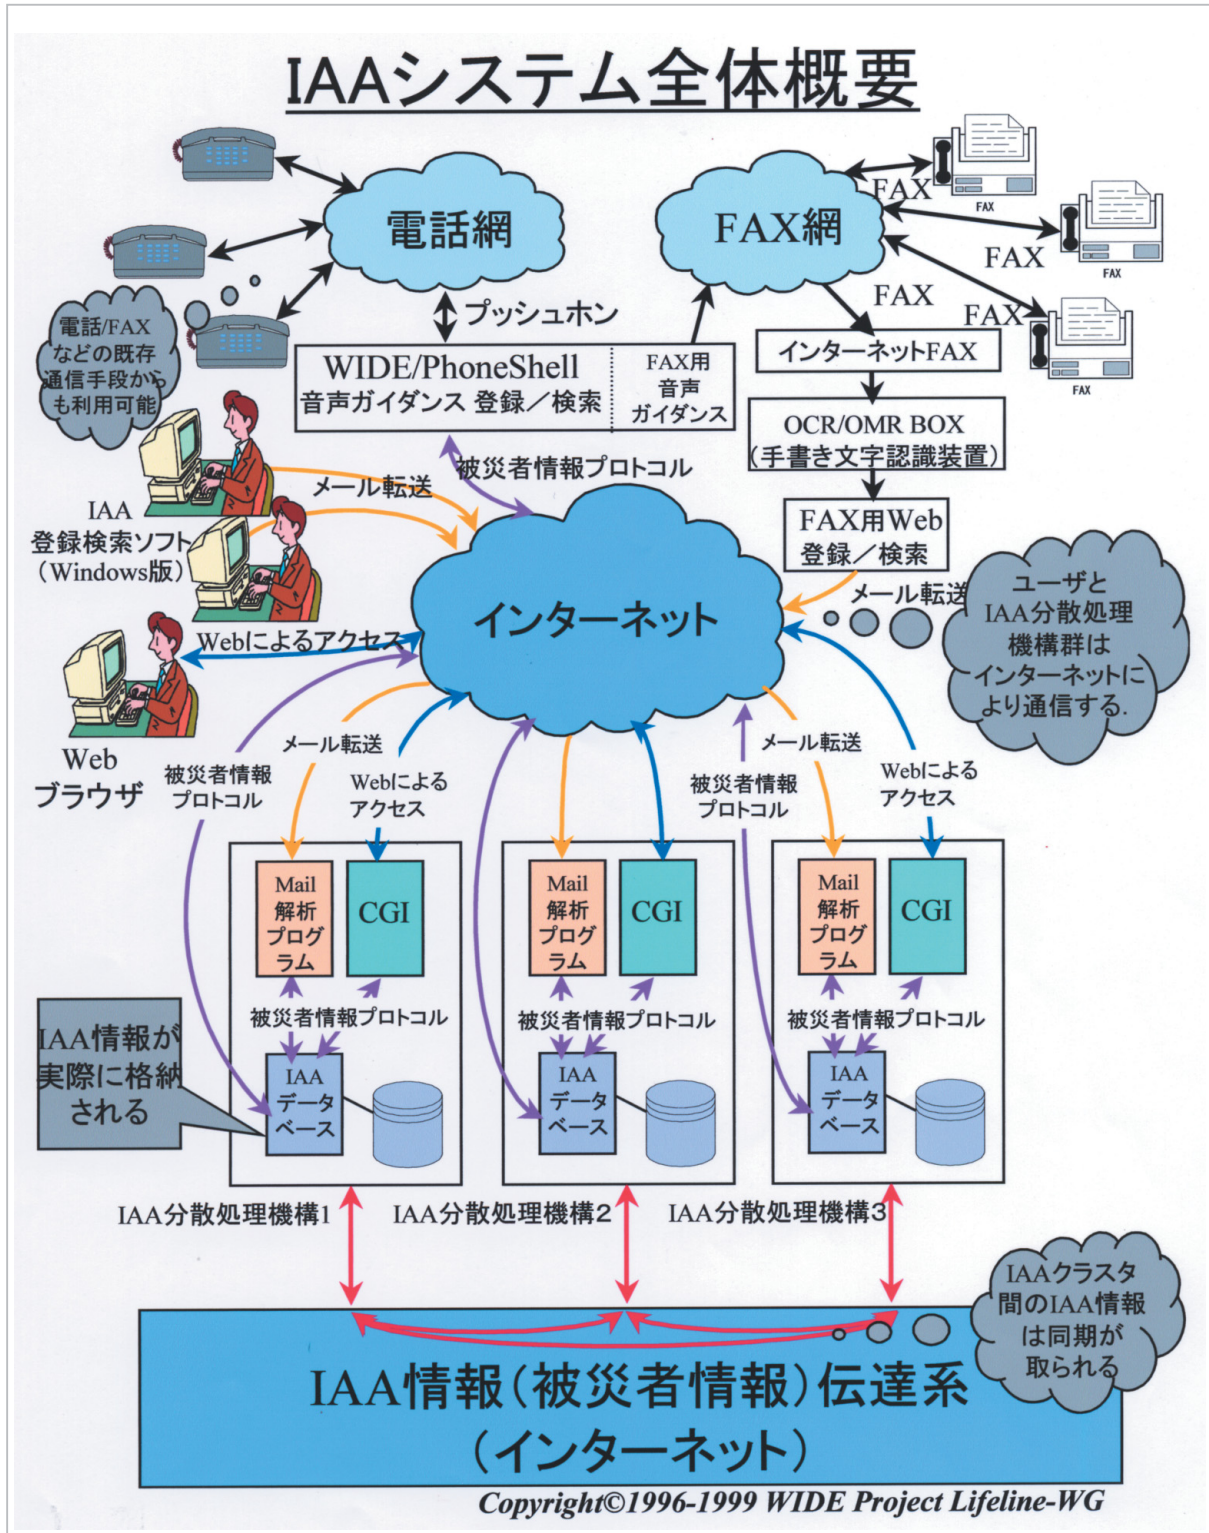 IAAシステム全体概要
電話網
FAX網
FAX
FAX
FAX
FAX
FAX
FAX
FAX
プッシュホン
電話/FAX
などの既存
通信手段から
も利用可能
WIDE/PhoneShell
音声ガイダンス 登録／検索
FAX用
音声
ガイダンス
インターネットFAX
OCR/OMR BOX
(手書き文字認識装置)
FAX用Web
登録／検索
被災者情報プロトコル
メール転送
IAA
登録検索ソフト
（Windows版）
メール転送
ユーザと
IAA分散処理
機構群は
インターネットに
より通信する.
インターネット
Webによるアクセス
Web
ブラウザ
被災者情報
プロトコル
メール転送
Webによる
アクセス
メール転送
被災者情報
プロトコル
Webによる
アクセス
Mail
解析
プログ
ラム
CGI
被災者情報プロトコル
IAA
データ
ベース
Mail
解析
プログ
ラム
CGI
被災者情報プロトコル
IAA
データ
ベース
Mail
解析
プログ
ラム
CGI
被災者情報プロトコル
IAA
データ
ベース
IAA情報が
実際に格納
される
IAA分散処理機構1
IAA分散処理機構2
IAA分散処理機構3
IAAクラスタ
間のIAA情報
は同期が
取られる
IAA情報（被災者情報）伝達系
（インターネット）
Copyright©1996-1999 WIDE Project Lifeline-WG